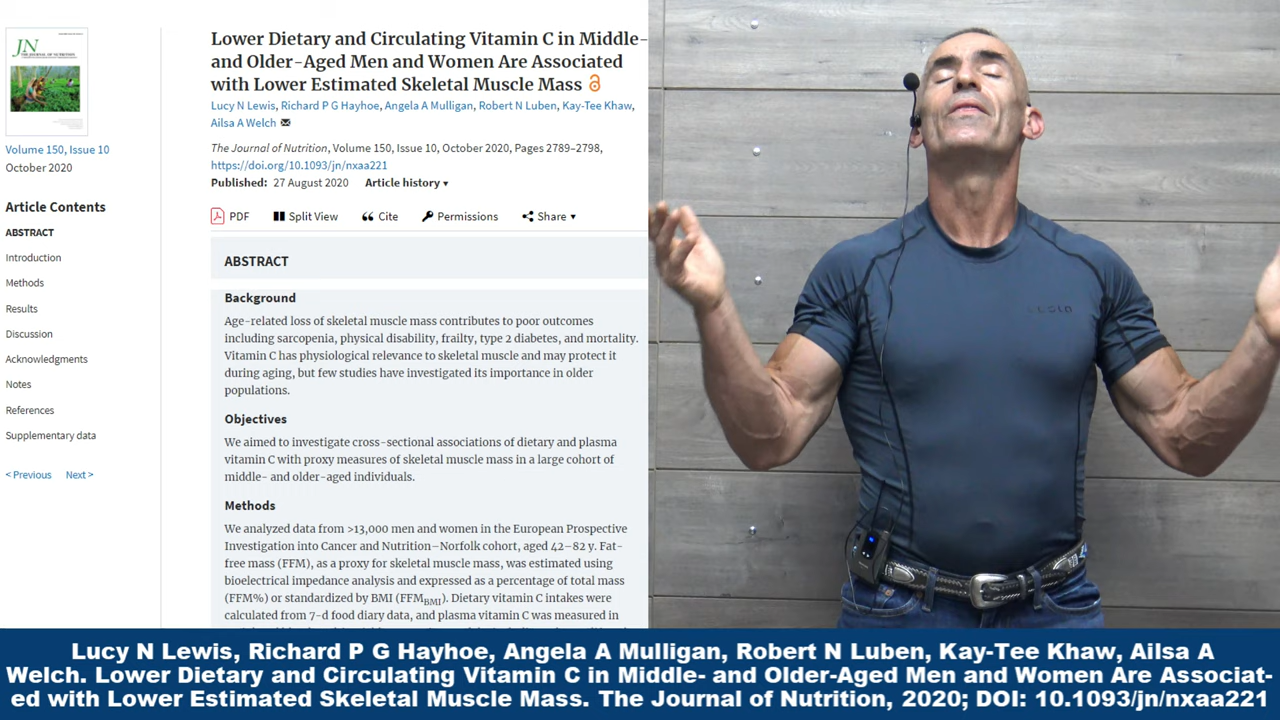 JN
THE JOURNAL OF NUTRITION
Volume 150, Issue 10
October 2020
Article Contents
ABSTRACT
Introduction
Methods
Results
Discussion
Acknowledgments
Notes
References
Supplementary data
< Previous Next >
Lower Dietary and Circulating Vitamin C in Middle-
and Older-Aged Men and Women Are Associated
with Lower Estimated Skeletal Muscle Mass
Lucy N Lewis, Richard P G Hayhoe, Angela A Mulligan, Robert N Luben, Kay-Tee Khaw,
Ailsa A Welch
The Journal of Nutrition, Volume 150, Issue 10, October 2020, Pages 2789–2798,
https://doi.org/10.1093/jn/nxaa221
Published: 27 August 2020 Article history ▾
PDF Split View Cite Permissions Share ▾
ABSTRACT
Background
Age-related loss of skeletal muscle mass contributes to poor outcomes
including sarcopenia, physical disability, frailty, type 2 diabetes, and mortality.
Vitamin C has physiological relevance to skeletal muscle and may protect it
during aging, but few studies have investigated its importance in older
populations.
Objectives
We aimed to investigate cross-sectional associations of dietary and plasma
vitamin C with proxy measures of skeletal muscle mass in a large cohort of
middle- and older-aged individuals.
Methods
We analyzed data from >13,000 men and women in the European Prospective
Investigation into Cancer and Nutrition–Norfolk cohort, aged 42–82 y. Fat-
free mass (FFM), as a proxy for skeletal muscle mass, was estimated using
bioelectrical impedance analysis and expressed as a percentage of total mass
(FFM%) or standardized by BMI (FFMBMI). Dietary vitamin C intakes were
calculated from 7-d food diary data, and plasma vitamin C was measured in
Lucy N Lewis, Richard P G Hayhoe, Angela A Mulligan, Robert N Luben, Kay-Tee Khaw, Ailsa A
Welch. Lower Dietary and Circulating Vitamin C in Middle- and Older-Aged Men and Women Are Associat-
ed with Lower Estimated Skeletal Muscle Mass. The Journal of Nutrition, 2020; DOI: 10.1093/jn/nxaa221